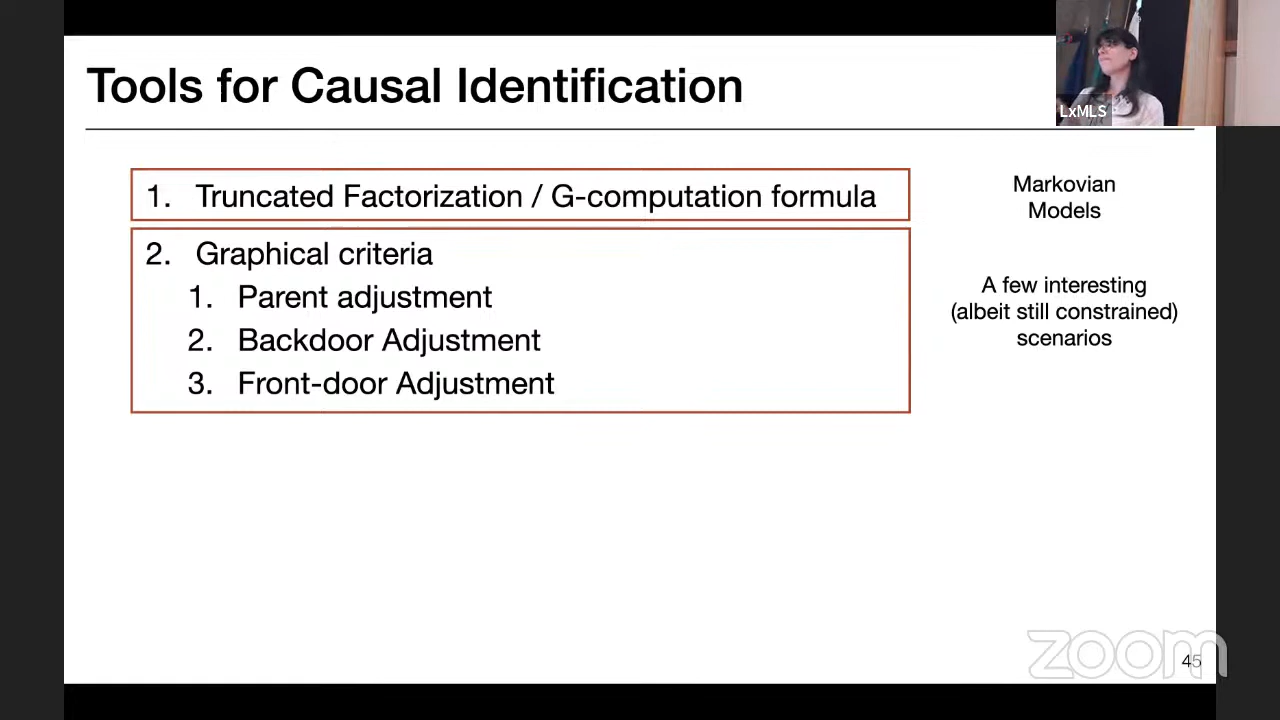 Tools for Causal Identification
LxMLS
1. Truncated Factorization / G-computation formula
Markovian
Models
2. Graphical criteria
1. Parent adjustment
2. Backdoor Adjustment
3. Front-door Adjustment
A few interesting
(albeit still constrained)
scenarios
zoom
45